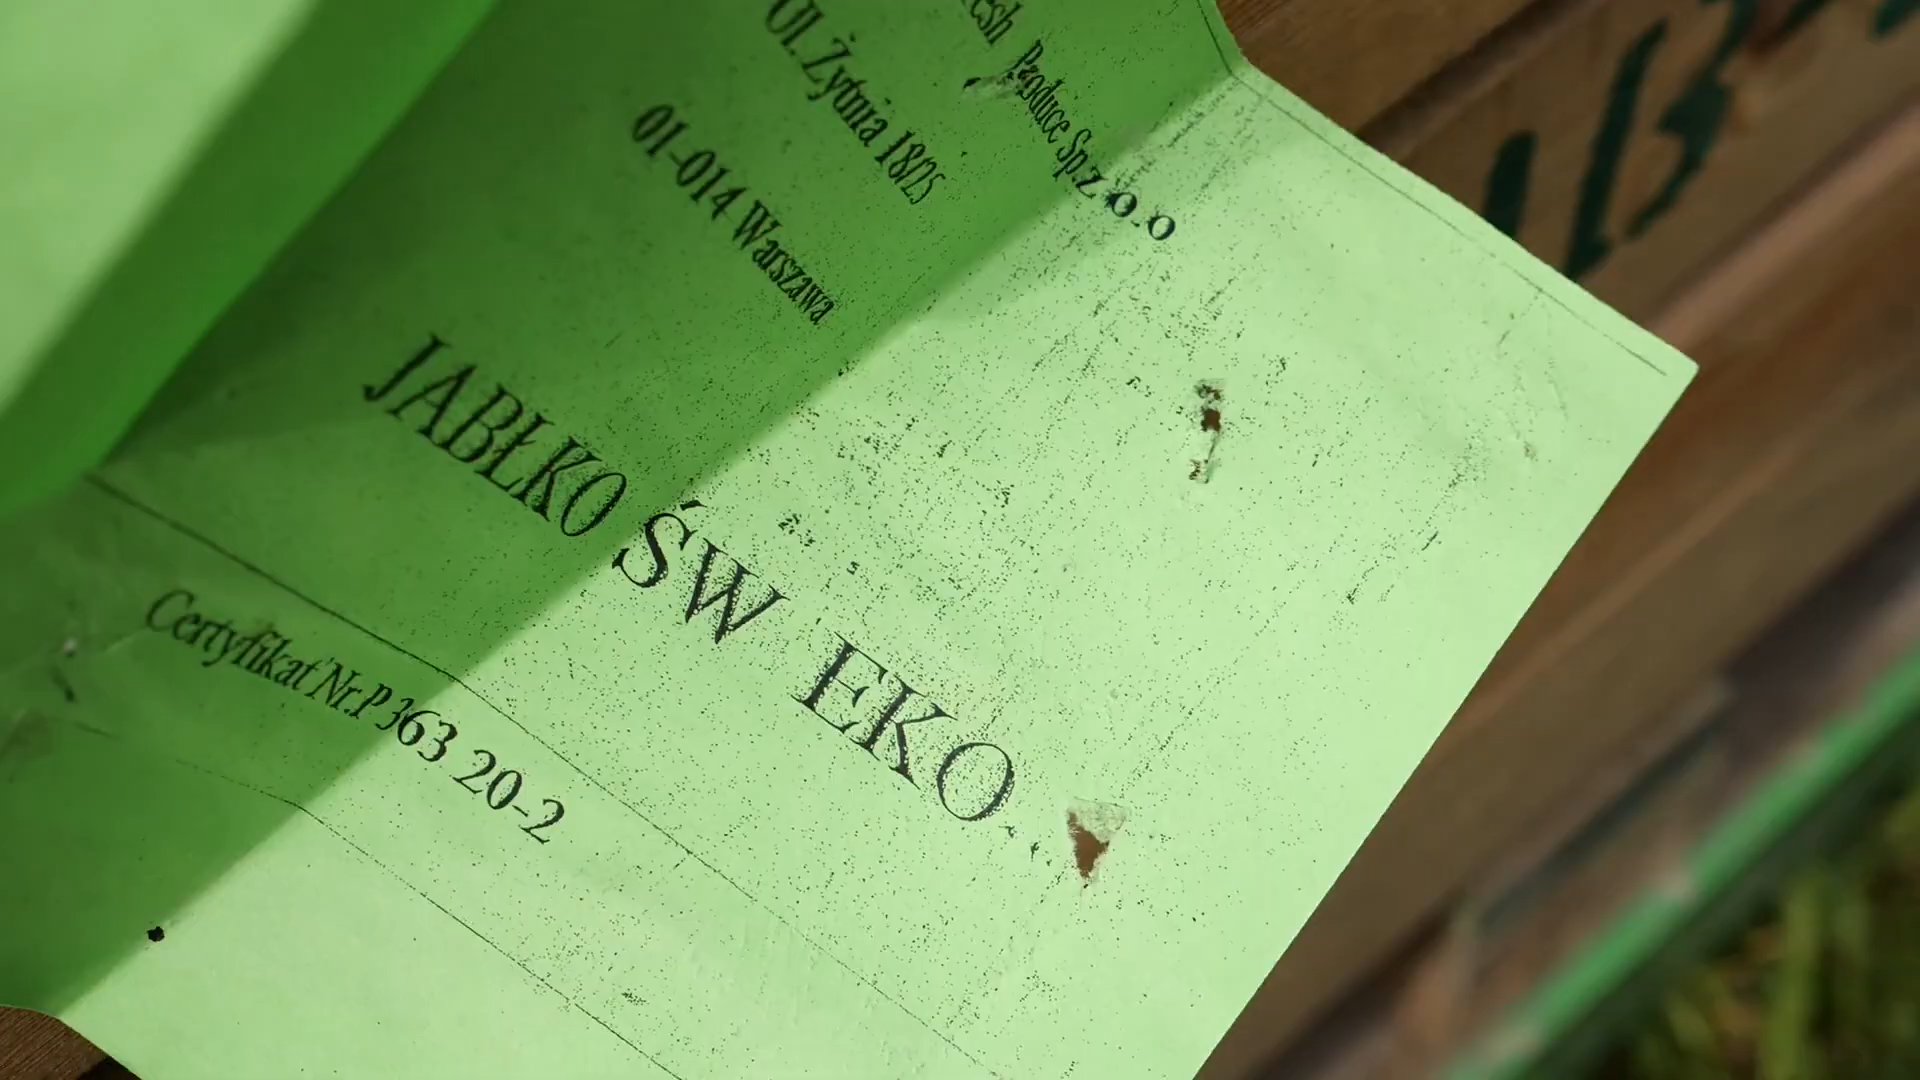 Produce Sp.z o.o
Ul. Żytnia 18/25
01-014 Warszawa
JABŁKO ŚW EKO
Certyfikat Nr.P 363 20-2